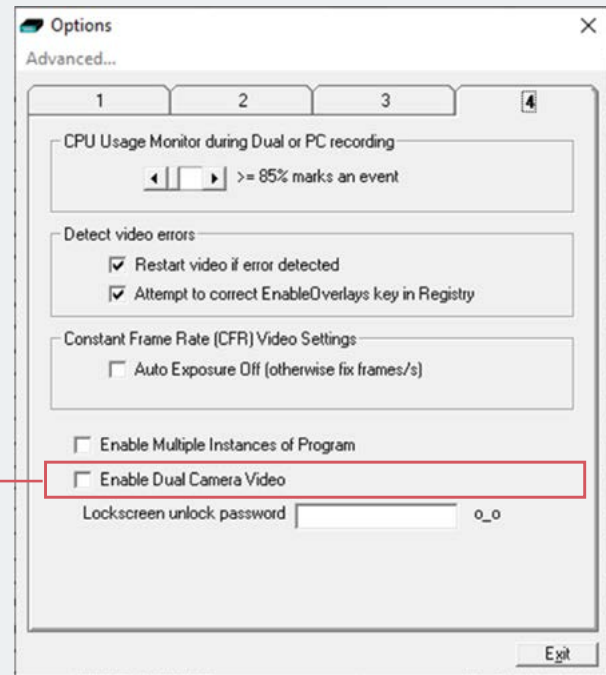 Options
Advanced...
1 2 3 4
CPU Usage Monitor during Dual or PC recording
>= 85% marks an event
Detect video errors
Restart video if error detected
Attempt to correct EnableOverlays key in Registry
Constant Frame Rate (CFR) Video Settings
Auto Exposure Off (otherwise fix frames/s)
Enable Multiple Instances of Program
Enable Dual Camera Video
Lockscreen unlock password o_o
Exit